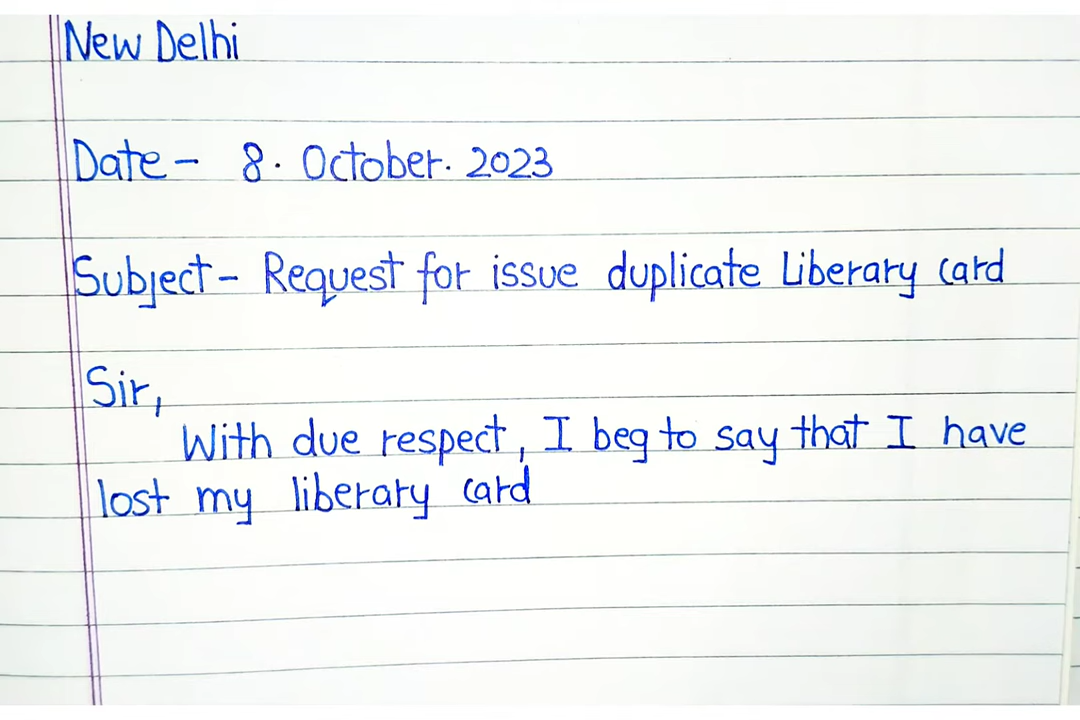 New Delhi
Date - 8. October. 2023
Subject - Request for issue duplicate Liberary card
Sir,
With due respect, I beg to say that I have
lost my liberary card